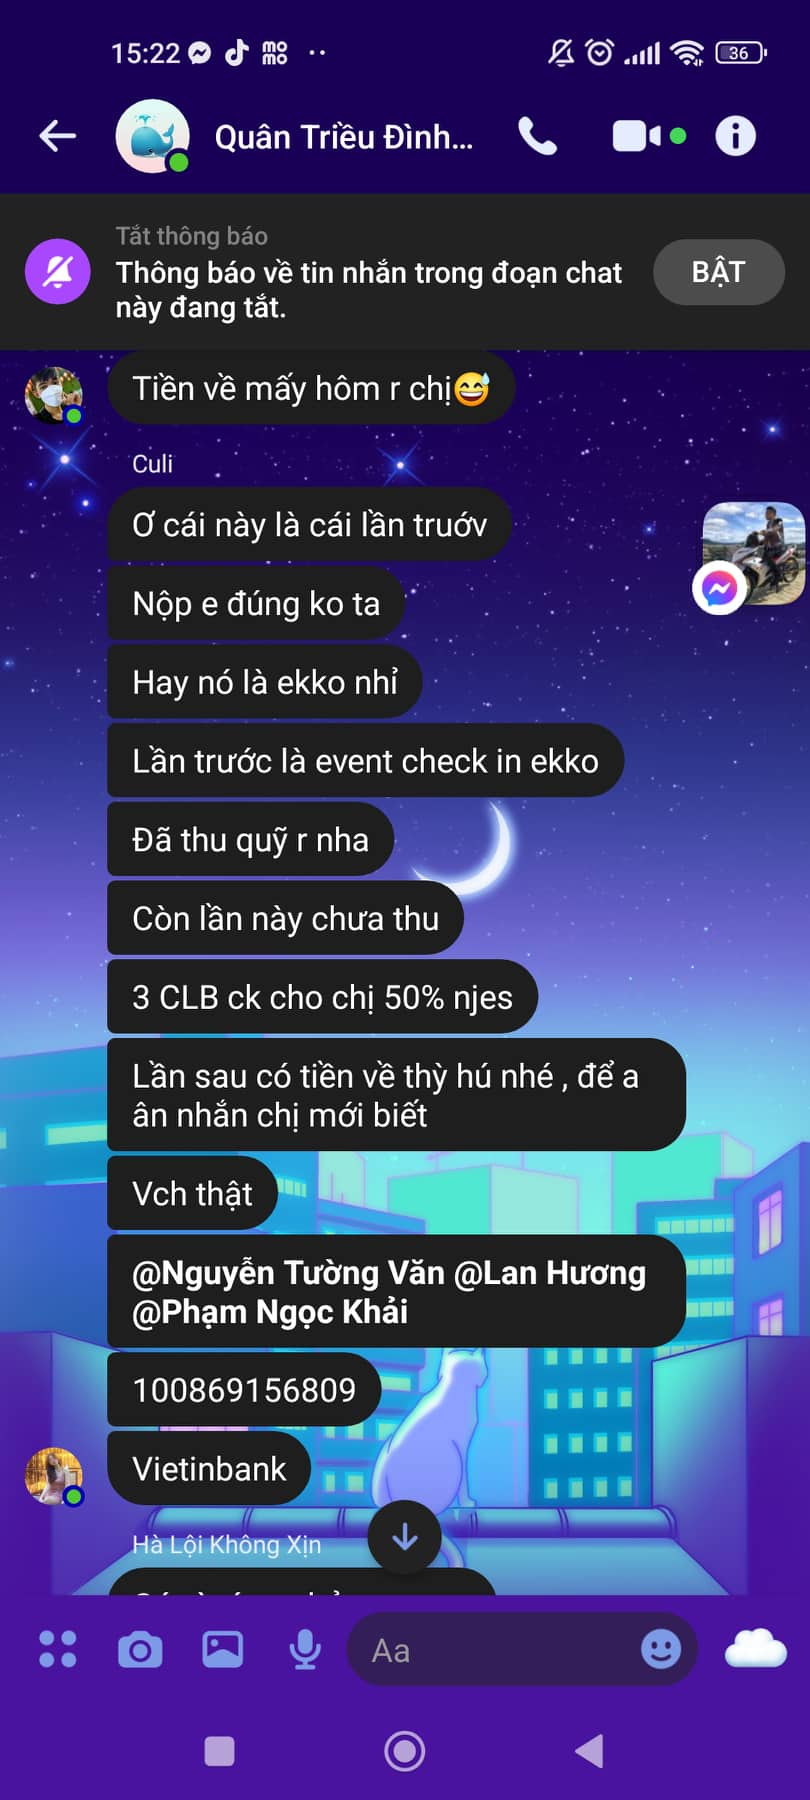 15:22
momo
36
Quân Triều Đình...
Tắt thông báo
Thông báo về tin nhắn trong đoạn chat
này đang tắt.
BẬT
Tiền về mấy hôm r chị😅
Culi
Ơ cái này là cái lần truớv
Nộp e đúng ko ta
Hay nó là ekko nhỉ
Lần trước là event check in ekko
Đã thu quỹ r nha
Còn lần này chưa thu
3 CLB ck cho chị 50% njes
Lần sau có tiền về thỳ hú nhé , để a
ân nhắn chị mới biết
Vch thật
@Nguyễn Tường Văn @Lan Hương
@Phạm Ngọc Khải
100869156809
Vietinbank
Hà Lội Không Xịn
Aa